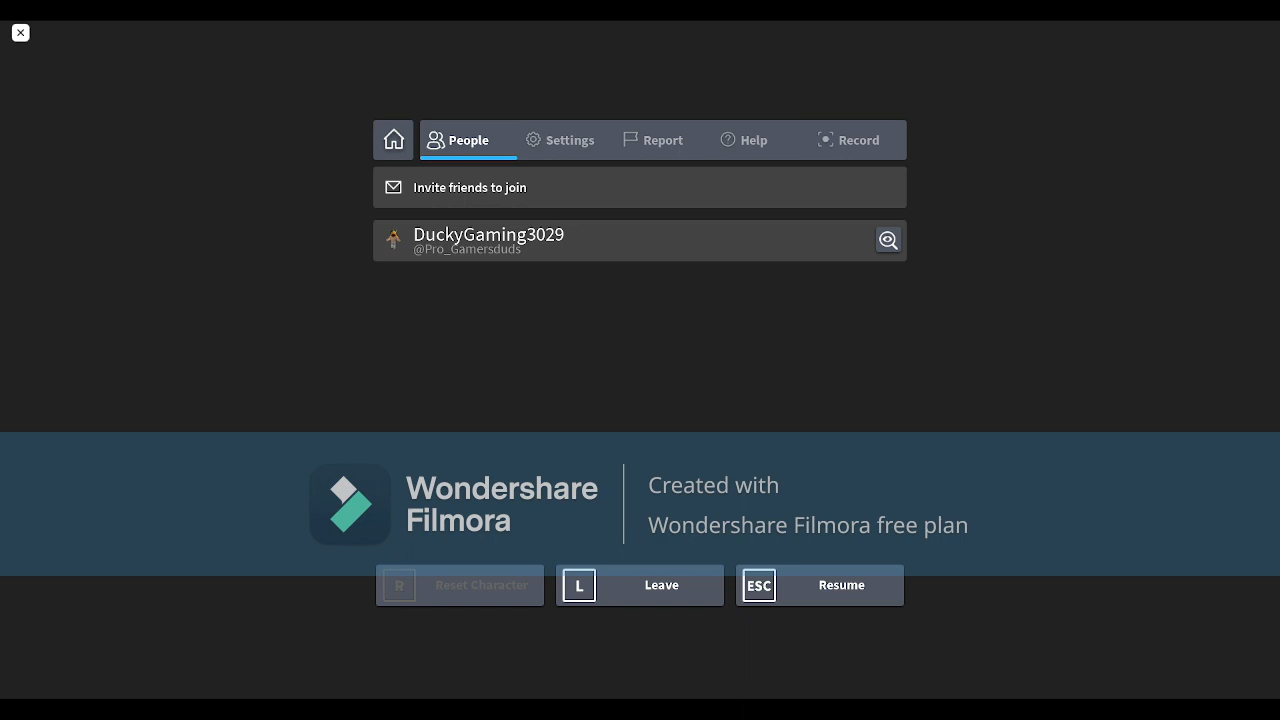 People
Settings
Report
Help
Record
Invite friends to join
DuckyGaming3029
@Pro_Gamersduds
Wondershare
Filmora
Created with
Wondershare Filmora free plan
R Reset Character
L Leave
ESC Resume